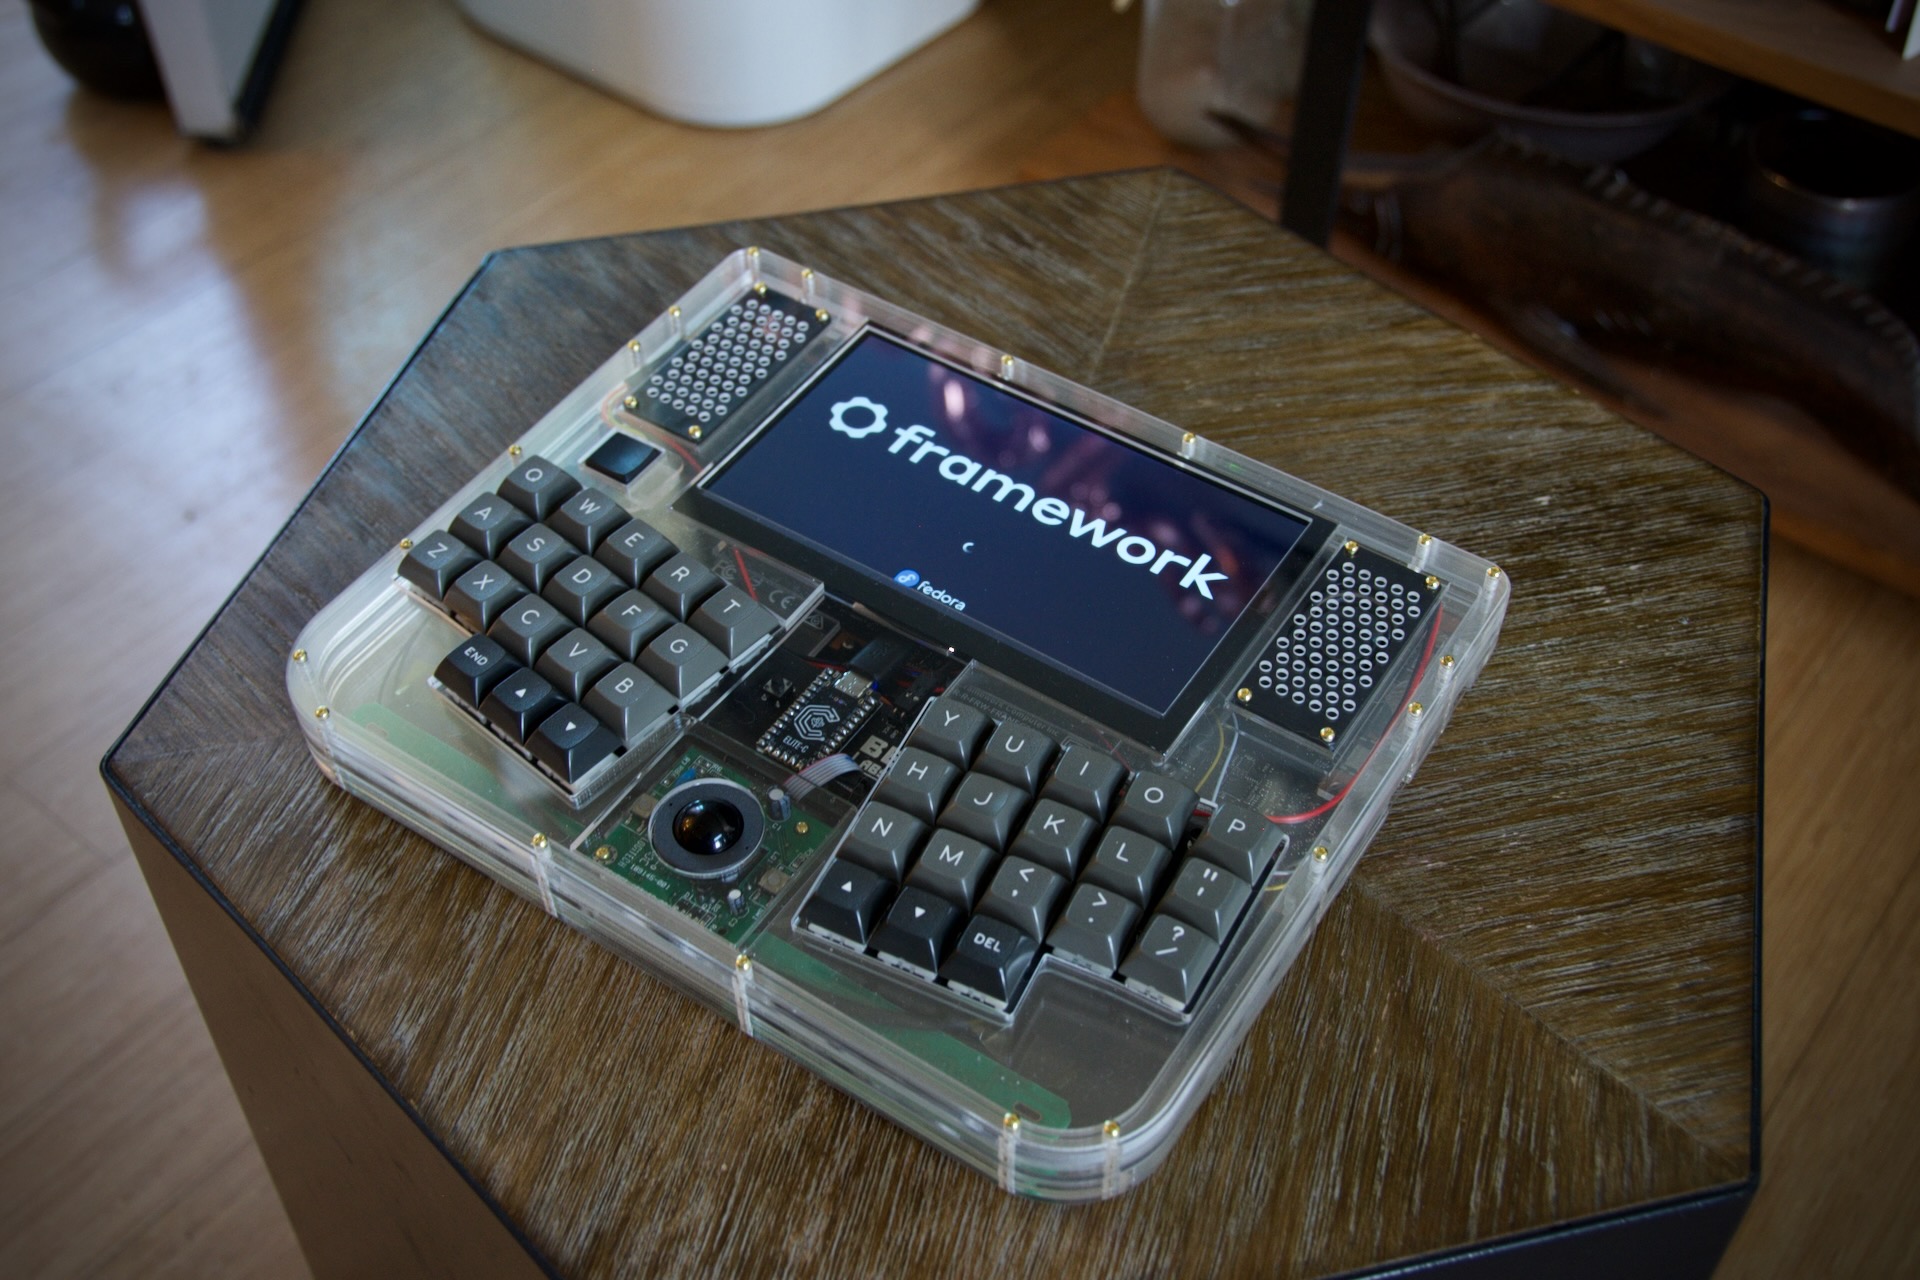 framework
fedora
Q W E R T
A S D F G
Z X C V B
END
ELITE-C
Y U I O P
H J K L " '
N M < , > . ? /
DEL